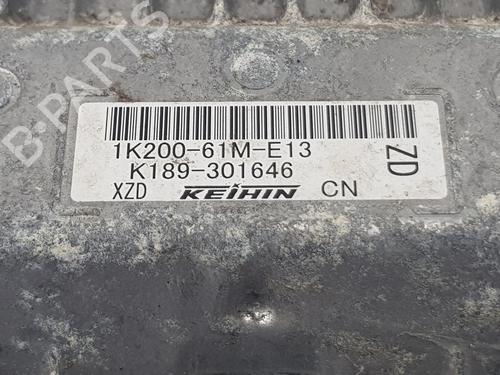 B-PARTS
1K200-61M-E13
K189-301646
XZD KEIHIN CN
ZD